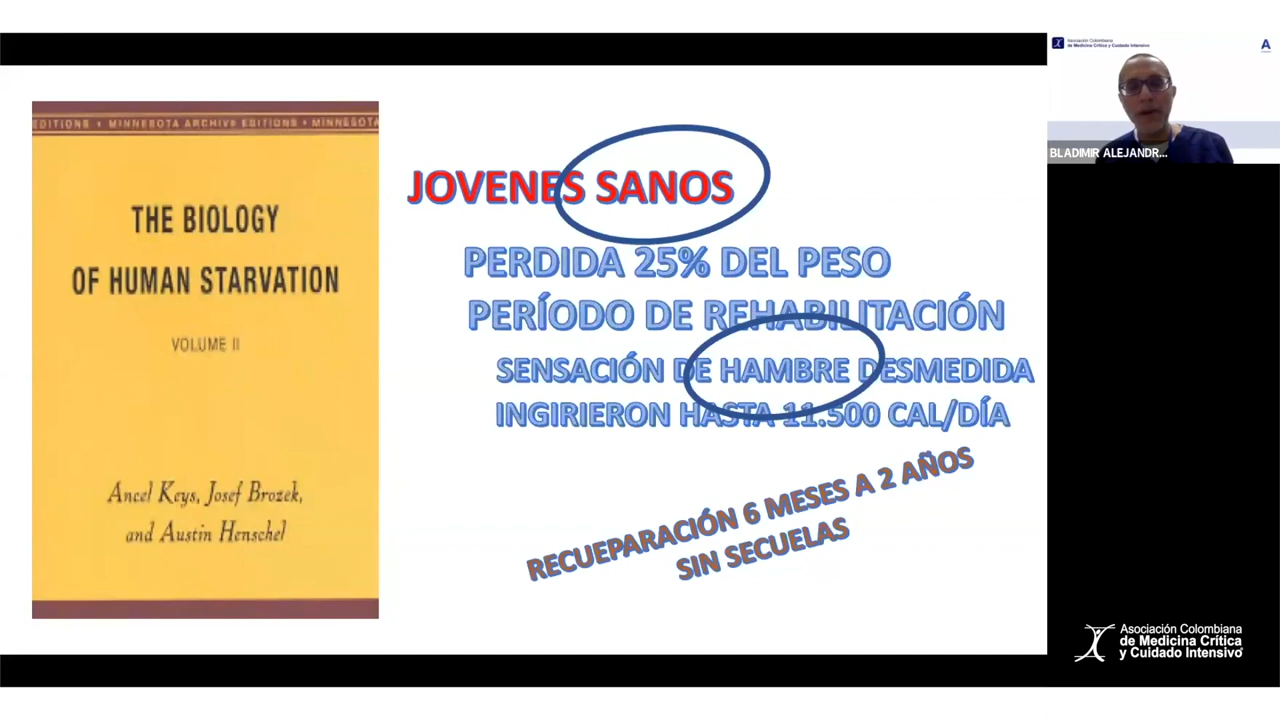 EDITIONS • MINNESOTA ARCHIVE EDITIONS • MINNESOTA
THE BIOLOGY
OF HUMAN STARVATION
VOLUME II
Ancel Keys, Josef Brozek,
and Austin Henschel
JOVENES SANOS
PERDIDA 25% DEL PESO
PERÍODO DE REHABILITACIÓN
SENSACIÓN DE HAMBRE DESMEDIDA
INGIRIERON HASTA 11.500 CAL/DÍA
RECUEPARACIÓN 6 MESES A 2 AÑOS
SIN SECUELAS
Asociación Colombiana
de Medicina Crítica y Cuidado Intensivo
A
BLADIMIR ALEJANDR...
Asociación Colombiana
de Medicina Crítica
y Cuidado Intensivo